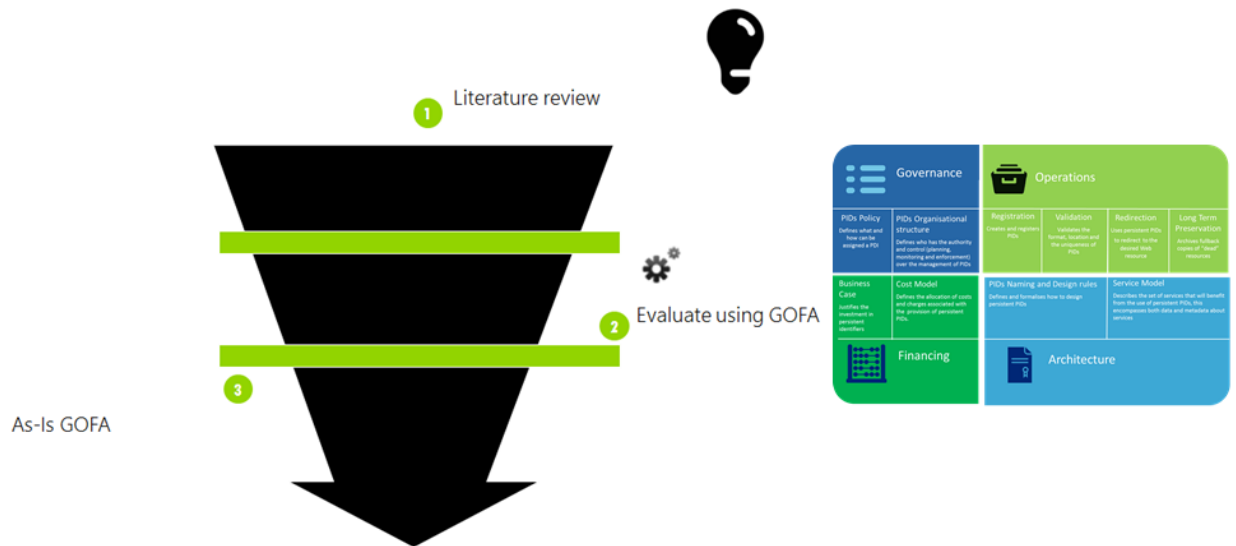 1
Literature review
2
Evaluate using GOFA
3
As-Is GOFA
Governance
PIDs Policy
Defines what and
how can be
assigned a PDI
PIDs Organisational
structure
Defines who has the authority
and control (planning,
monitoring and enforcement)
over the management of PIDs
Operations
Registration
Creates and registers
PIDs
Validation
Validates the
format, location and
the uniqueness of
PIDs
Redirection
Uses persistent PIDs
to redirect to the
desired Web
resource
Long Term
Preservation
Archives fullback
copies of "dead"
resources
Business
Case
Justifies the
investment in
persistent
identifiers
Cost Model
Defines the allocation of costs
and charges associated with
the provision of persistent
PIDs.
Financing
PIDs Naming and Design rules
Defines and formalises how to design
persistent PIDs
Service Model
Describes the set of services that will benefit
from the use of persistent PIDs, this
encompasses both data and metadata about
services
Architecture